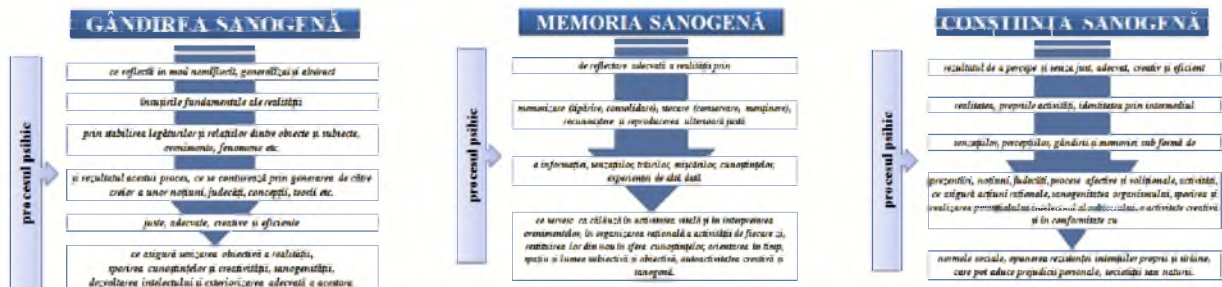 GÂNDIREA SANOGENĂ
procesul psihic
ce reflectă în mod nemijlocit, generalizat și abstract
însușirile fundamentale ale realității
prin stabilirea legăturilor și relațiilor dintre obiecte și subiecte,
evenimente, fenomene etc.
și rezultatul acestui proces, ce se conturează prin generarea de către
creier a unor noțiuni, judecăți, concepții, teorii etc.
juste, adecvate, creative și eficiente
ce asigură sesizarea obiectivă a realității,
sporirea cunoștințelor și creativității, sanogenității,
dezvoltarea intelectului și exteriorizarea adecvată a acestora
MEMORIA SANOGENĂ
procesul psihic
de reflectare adecvată a realității prin
memorizare (tipărire, consolidare), stocare (conservare, menținere),
recunoaștere și reproducerea ulterioară justă
a informației, senzațiilor, trăirilor, mișcărilor, cunoștințelor,
experienței de altă dată
ce servesc ca călăuză în activitatea vitală și în interpretarea
evenimentelor, în organizarea rațională a activității de fiecare zi,
restituirea lor din nou în sfera cunoștințelor, orientarea în timp,
spațiu și lumea subiectivă și obiectivă, autoactivitatea creativă și
sanogenă.
CONȘTIINȚA SANOGENĂ
procesul psihic
rezultatul de a percepe și sesiza just, adecvat, creativ și eficient
realitatea, propriile activități, identitatea prin intermediul
senzațiilor, percepțiilor, gândirii și memoriei sub formă de
prezentări, noțiuni, judecăți, procese afective și voliționale, activități,
ce asigură acțiuni raționale, sanogenitatea organismului, sporirea și
realizarea potențialului intelectual al acestuia, o activitate creativă
și în conformitate cu
normele sociale, opunerea rezistenței intențiilor proprii și străine,
care pot aduce prejudicii personale, societății sau naturii.